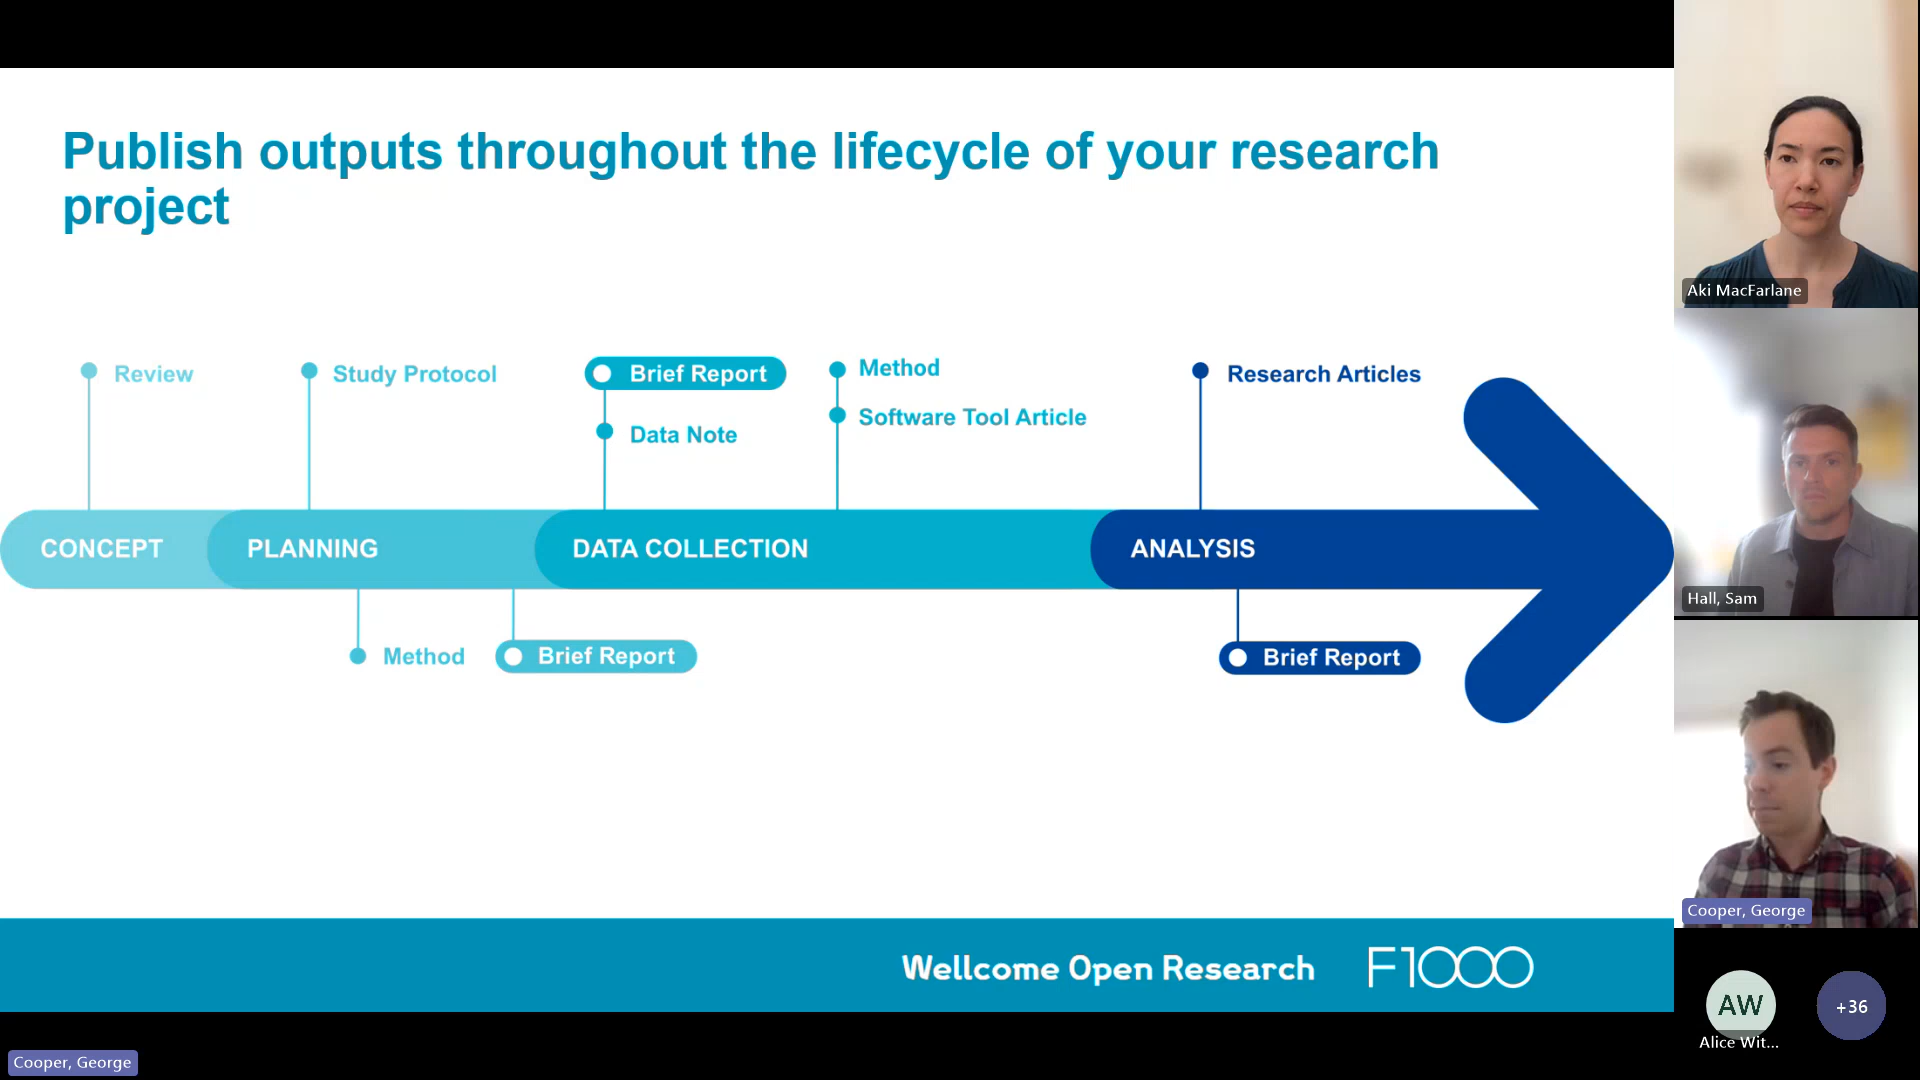 Publish outputs throughout the lifecycle of your research
project
Review
Study Protocol
Brief Report
Data Note
Method
Software Tool Article
Research Articles
CONCEPT
PLANNING
DATA COLLECTION
ANALYSIS
Method
Brief Report
Brief Report
Wellcome Open Research
F1000
Cooper, George
Aki MacFarlane
Hall, Sam
Cooper, George
AW
Alice Wit...
+36